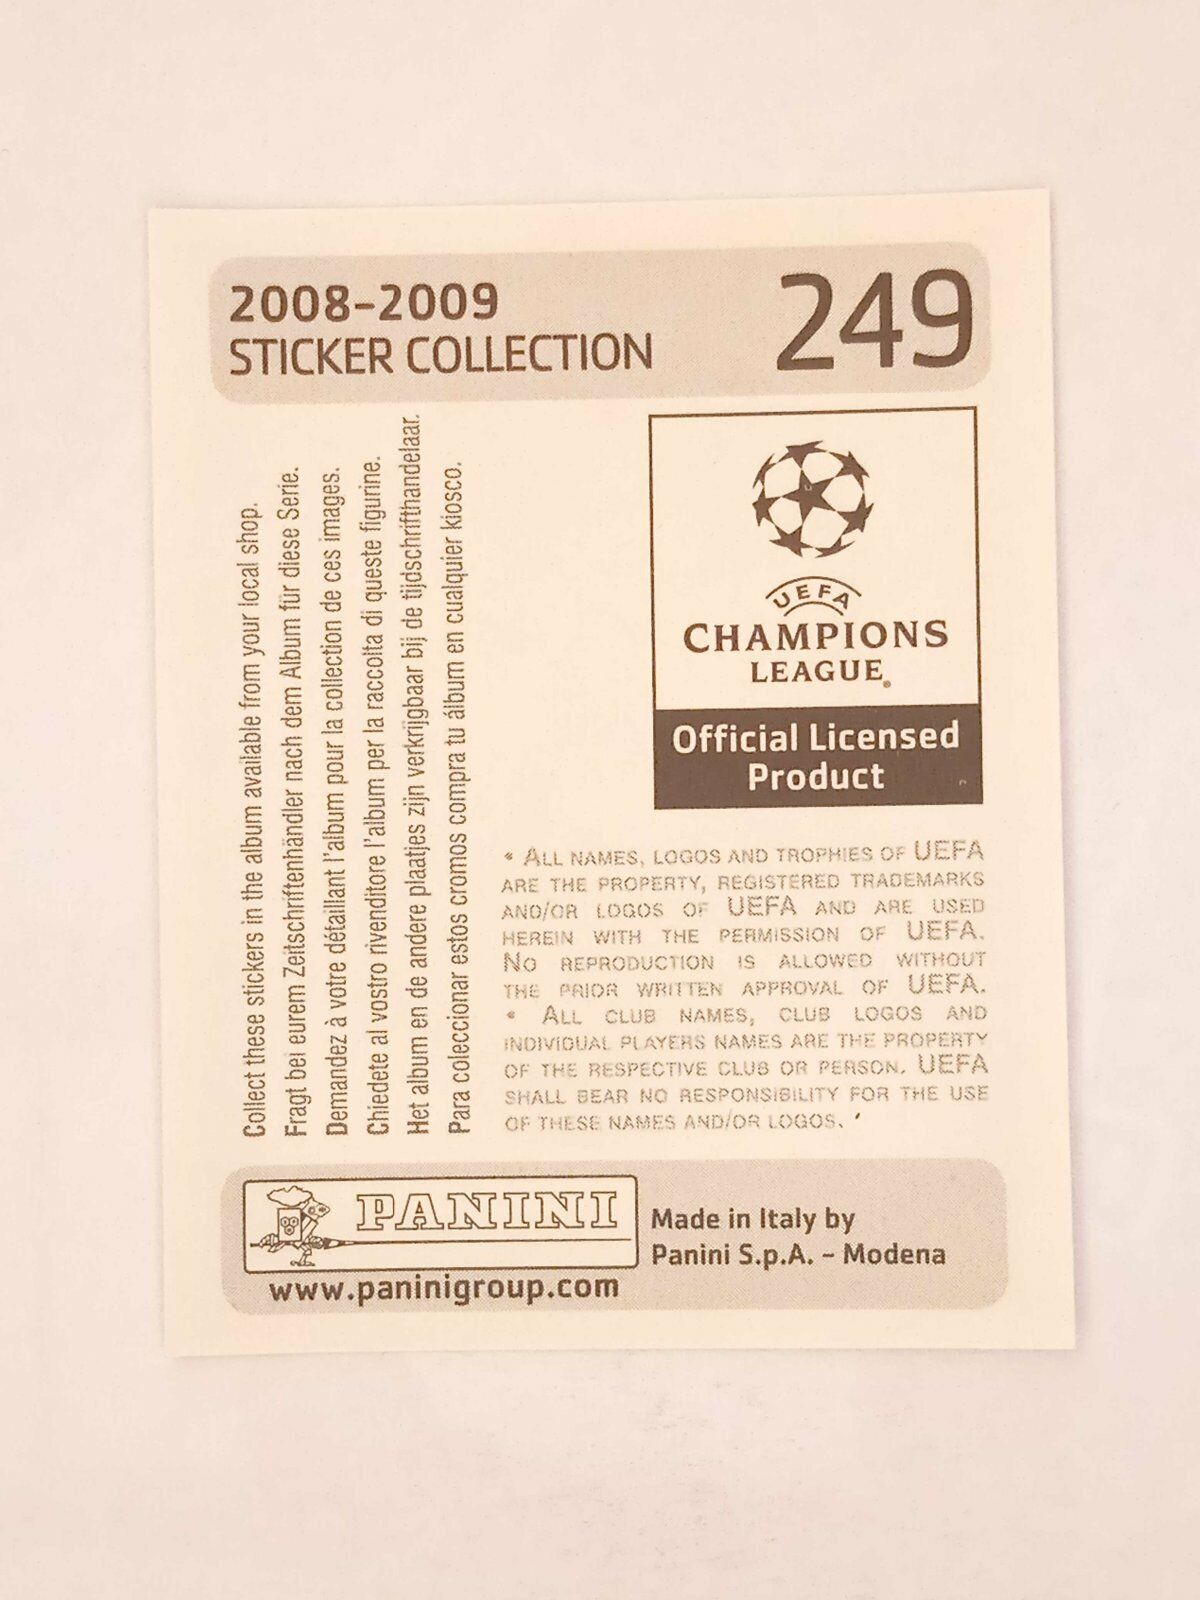 2008-2009
STICKER COLLECTION
249
Collect these stickers in the album available from your local shop.
Fragt bei eurem Zeitschriftenhändler nach dem Album für diese Serie.
Demandez à votre détaillant l'album pour la collection de ces images.
Chiedete al vostro rivenditore l'album per la raccolta di queste figurine.
Het album en de andere plaatjes zijn verkrijgbaar bij de tijdschrifthandelaar.
Para coleccionar estos cromos compra tu álbum en cualquier kiosco.
UEFA
CHAMPIONS
LEAGUE®
Official Licensed
Product
• ALL NAMES, LOGOS AND TROPHIES OF UEFA
ARE THE PROPERTY, REGISTERED TRADEMARKS
AND/OR LOGOS OF UEFA AND ARE USED
HEREIN WITH THE PERMISSION OF UEFA.
NO REPRODUCTION IS ALLOWED WITHOUT
THE PRIOR WRITTEN APPROVAL OF UEFA.
• ALL CLUB NAMES, CLUB LOGOS AND
INDIVIDUAL PLAYERS NAMES ARE THE PROPERTY
OF THE RESPECTIVE CLUB OR PERSON. UEFA
SHALL BEAR NO RESPONSIBILITY FOR THE USE
OF THESE NAMES AND/OR LOGOS.
PANINI
www.paninigroup.com
Made in Italy by
Panini S.p.A. - Modena